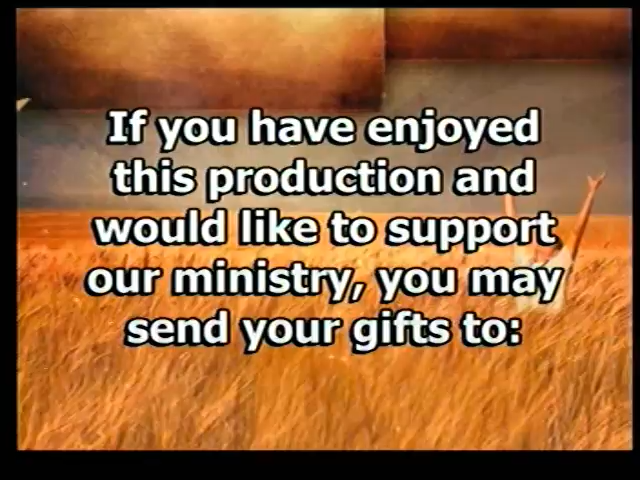 If you have enjoyed
this production and
would like to support
our ministry, you may
send your gifts to: